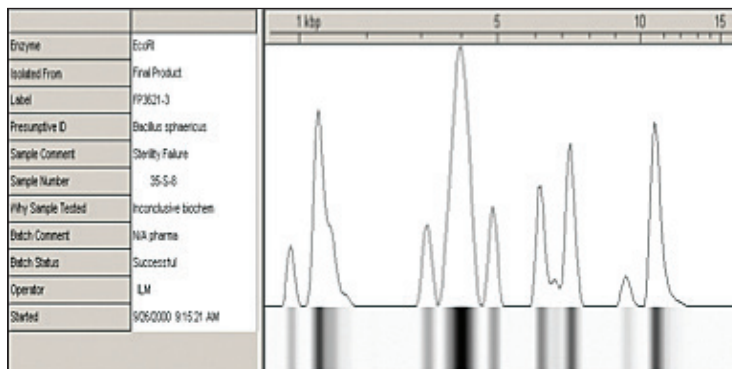 1 kbp 5 10 15
Enzyme EcoRI
Isolated From Final Product
Label FP3621-3
Presumptive ID Bacillus sphaericus
Sample Comment Sterility Failure
Sample Number 35-S-8
Why Sample Tested Inconclusive biochem
Batch Comment N/A pharma
Batch Status Successful
Operator ILM
Started 9/26/2000 9:15:21 AM